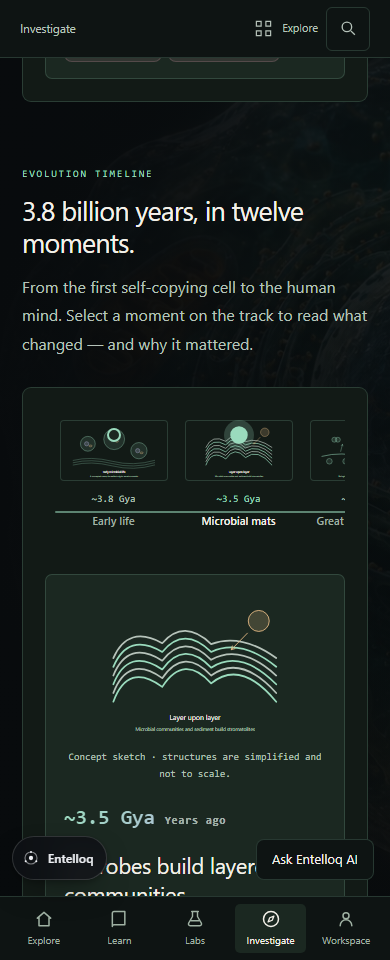 Investigate
Explore
EVOLUTION TIMELINE
3.8 billion years, in twelve
moments.
From the first self-copying cell to the human
mind. Select a moment on the track to read what
changed — and why it mattered.
~3.8 Gya
~3.5 Gya
~
Early life
Microbial mats
Great
Layer upon layer
Microbial communities and sediment build stromatolites
Concept sketch · structures are simplified and
not to scale.
~3.5 Gya Years ago
Entelloq
Ask Entelloq AI
communities.
Explore
Learn
Labs
Investigate
Workspace